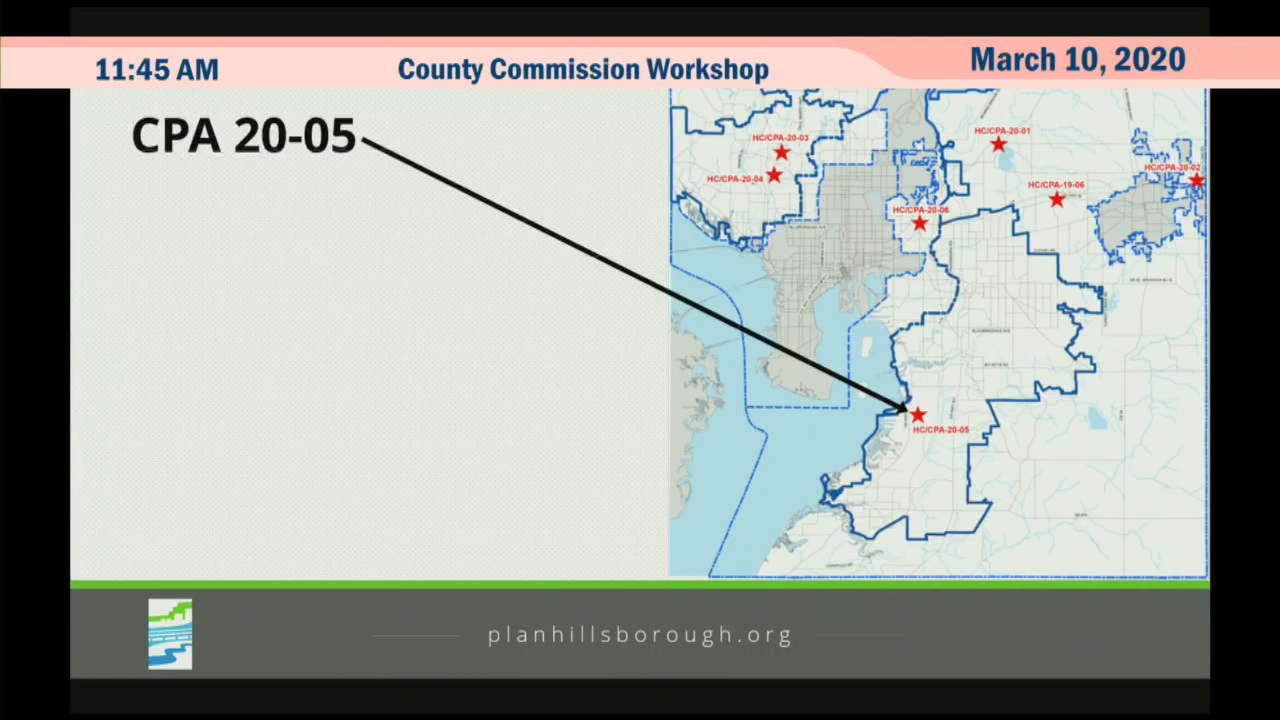 11:45 AM
County Commission Workshop
March 10, 2020
CPA 20-05
HC/CPA-20-03
HC/CPA-20-01
HC/CPA-20-04
HC/CPA-20-02
HC/CPA-19-06
HC/CPA-20-06
HC/CPA-20-05
planhillsborough.org